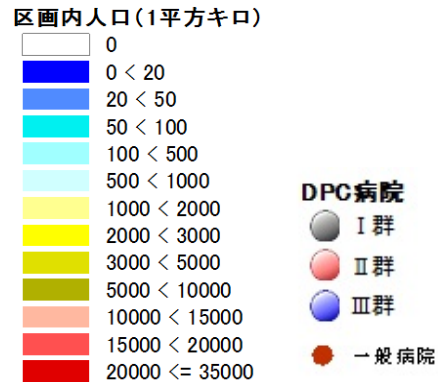 区画内人口(1平方キロ)
0
0 < 20
20 < 50
50 < 100
100 < 500
500 < 1000
1000 < 2000
2000 < 3000
3000 < 5000
5000 < 10000
10000 < 15000
15000 < 20000
20000 <= 35000
DPC病院
Ⅰ群
Ⅱ群
Ⅲ群
一般病院